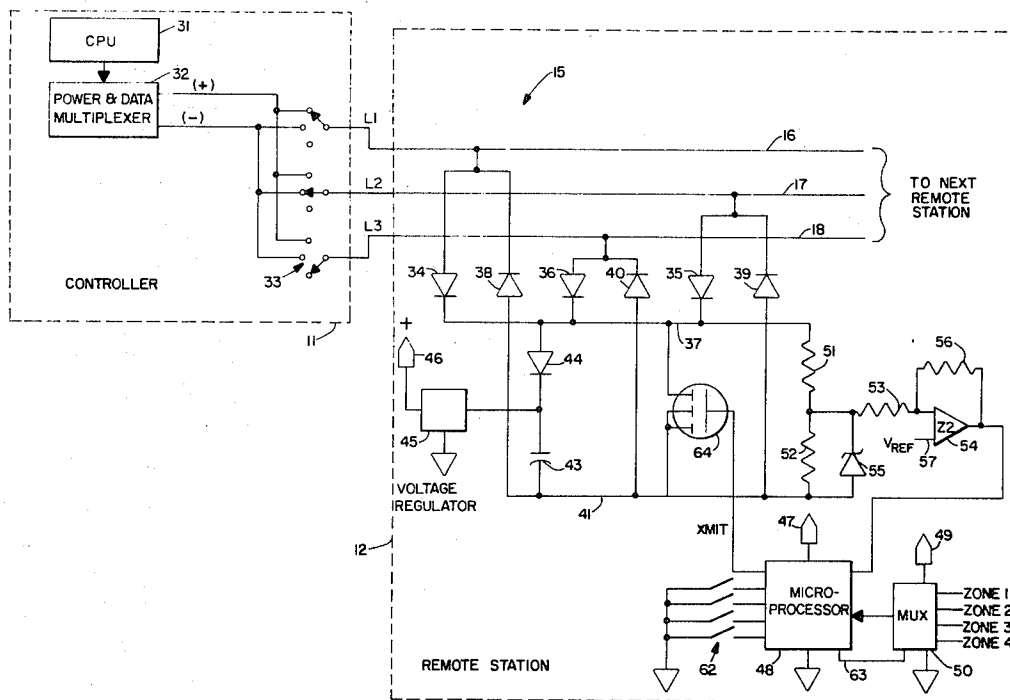 CPU
31
32
POWER & DATA
MULTIPLEXER
(+)
(-)
L1
L2
L3
33
CONTROLLER
11
15
16
17
18
TO NEXT
REMOTE
STATION
34
38
36
40
35
39
37
+
46
44
45
43
VOLTAGE
REGULATOR
41
64
51
52
53
56
Z2
54
VREF
57
55
12
XMIT
47
49
MICRO-
PROCESSOR
MUX
ZONE 1
ZONE 2
ZONE 3
ZONE 4
62
48
63
50
REMOTE STATION